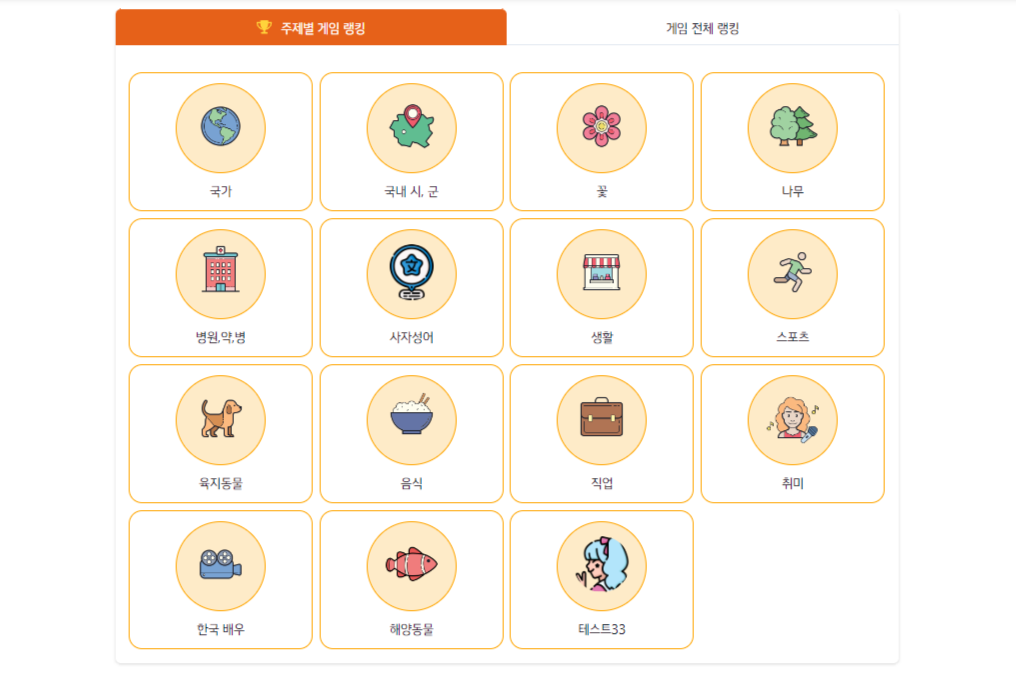 주제별 게임 랭킹
게임 전체 랭킹
국가
국내 시, 군
꽃
나무
병원,약,병
사자성어
생활
스포츠
육지동물
음식
직업
취미
한국 배우
해양동물
테스트33